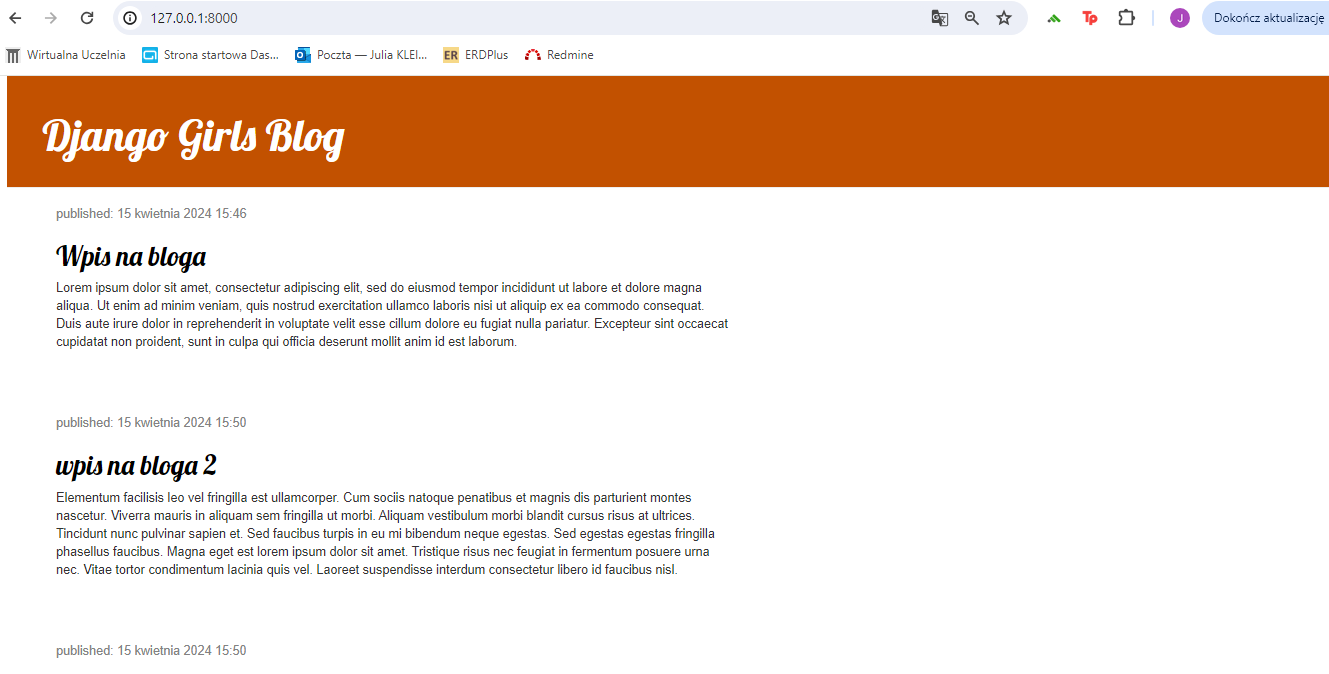 127.0.0.1:8000
Tp
J
Dokończ aktualizację
Wirtualna Uczelnia
Strona startowa Das...
Poczta — Julia KLEI...
ER ERDPlus
Redmine
Django Girls Blog
published: 15 kwietnia 2024 15:46
Wpis na bloga
Lorem ipsum dolor sit amet, consectetur adipiscing elit, sed do eiusmod tempor incididunt ut labore et dolore magna
aliqua. Ut enim ad minim veniam, quis nostrud exercitation ullamco laboris nisi ut aliquip ex ea commodo consequat.
Duis aute irure dolor in reprehenderit in voluptate velit esse cillum dolore eu fugiat nulla pariatur. Excepteur sint occaecat
cupidatat non proident, sunt in culpa qui officia deserunt mollit anim id est laborum.
published: 15 kwietnia 2024 15:50
wpis na bloga 2
Elementum facilisis leo vel fringilla est ullamcorper. Cum sociis natoque penatibus et magnis dis parturient montes
nascetur. Viverra mauris in aliquam sem fringilla ut morbi. Aliquam vestibulum morbi blandit cursus risus at ultrices.
Tincidunt nunc pulvinar sapien et. Sed faucibus turpis in eu mi bibendum neque egestas. Sed egestas egestas fringilla
phasellus faucibus. Magna eget est lorem ipsum dolor sit amet. Tristique risus nec feugiat in fermentum posuere urna
nec. Vitae tortor condimentum lacinia quis vel. Laoreet suspendisse interdum consectetur libero id faucibus nisl.
published: 15 kwietnia 2024 15:50